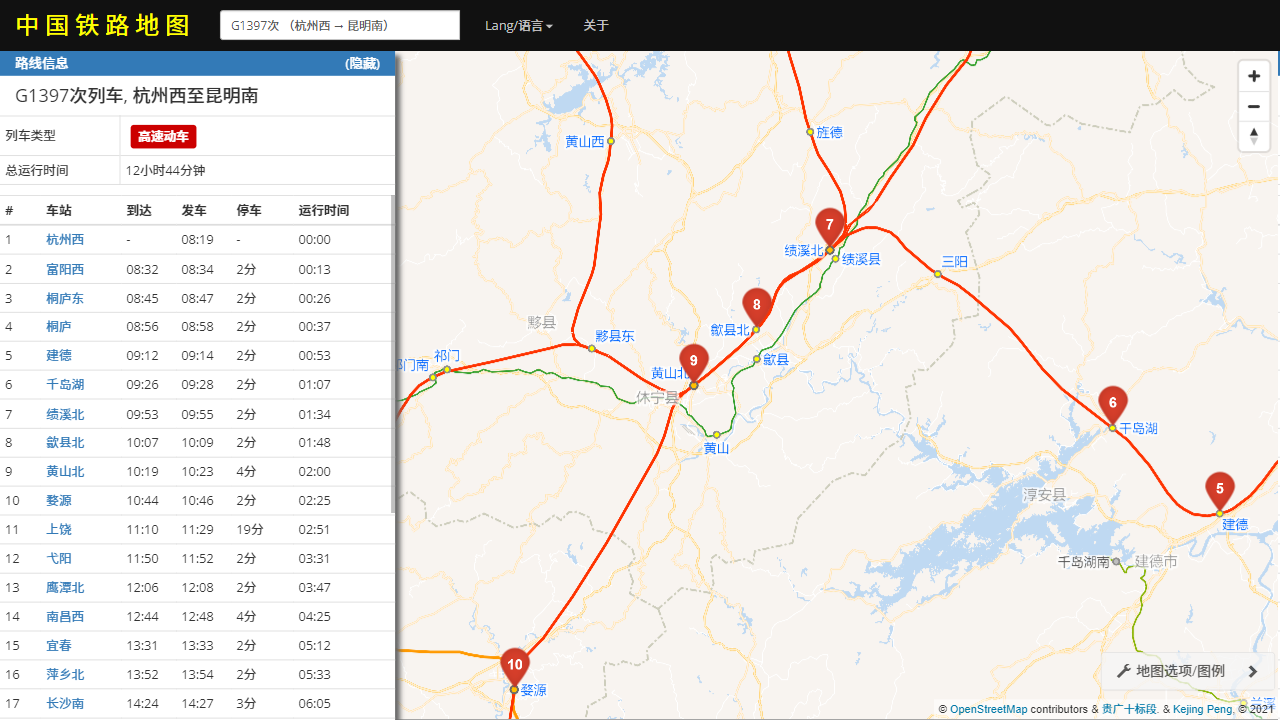 中国铁路地图
G1397次 （杭州西 → 昆明南）
Lang/语言
关于
路线信息 (隐藏)
G1397次列车, 杭州西至昆明南
列车类型 高速动车
总运行时间 12小时44分钟
# 车站 到达 发车 停车 运行时间
1 杭州西 - 08:19 - 00:00
2 富阳西 08:32 08:34 2分 00:13
3 桐庐东 08:45 08:47 2分 00:26
4 桐庐 08:56 08:58 2分 00:37
5 建德 09:12 09:14 2分 00:53
6 千岛湖 09:26 09:28 2分 01:07
7 绩溪北 09:53 09:55 2分 01:34
8 歙县北 10:07 10:09 2分 01:48
9 黄山北 10:19 10:23 4分 02:00
10 婺源 10:44 10:46 2分 02:25
11 上饶 11:10 11:29 19分 02:51
12 弋阳 11:50 11:52 2分 03:31
13 鹰潭北 12:06 12:08 2分 03:47
14 南昌西 12:44 12:48 4分 04:25
15 宜春 13:31 13:33 2分 05:12
16 萍乡北 13:52 13:54 2分 05:33
17 长沙南 14:24 14:27 3分 06:05
黄山西
旌德
7
绩溪北
绩溪县
三阳
8
黟县
歙县北
黟县东
祁门
祁门南
9
黄山北
歙县
休宁县
黄山
6
千岛湖
5
建德
淳安县
千岛湖南
建德市
10
婺源
地图选项/图例
© OpenStreetMap contributors & 贵广十标段. & Kejing Peng, © 2021